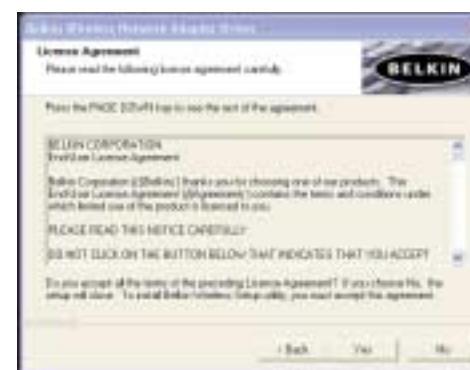 Belkin Wireless Network Adapter
License Agreement
Please read the following license agreement carefully.
BELKIN
Press the PAGE DOWN key to see the rest of the agreement.
BELKIN CORPORATION
End-User License Agreement
Belkin Corporation thanks you for choosing one of our products. This
End-User License Agreement contains the terms and conditions under
which limited use of the product is licensed to you.
PLEASE READ THIS NOTICE CAREFULLY:
DO NOT CLICK ON THE BUTTON BELOW THAT INDICATES THAT YOU ACCEPT
Do you accept all the terms of the preceding License Agreement? If you choose No, the
setup will close. To install Belkin Wireless Setup utility, you must accept this agreement.
< Back
Yes
No